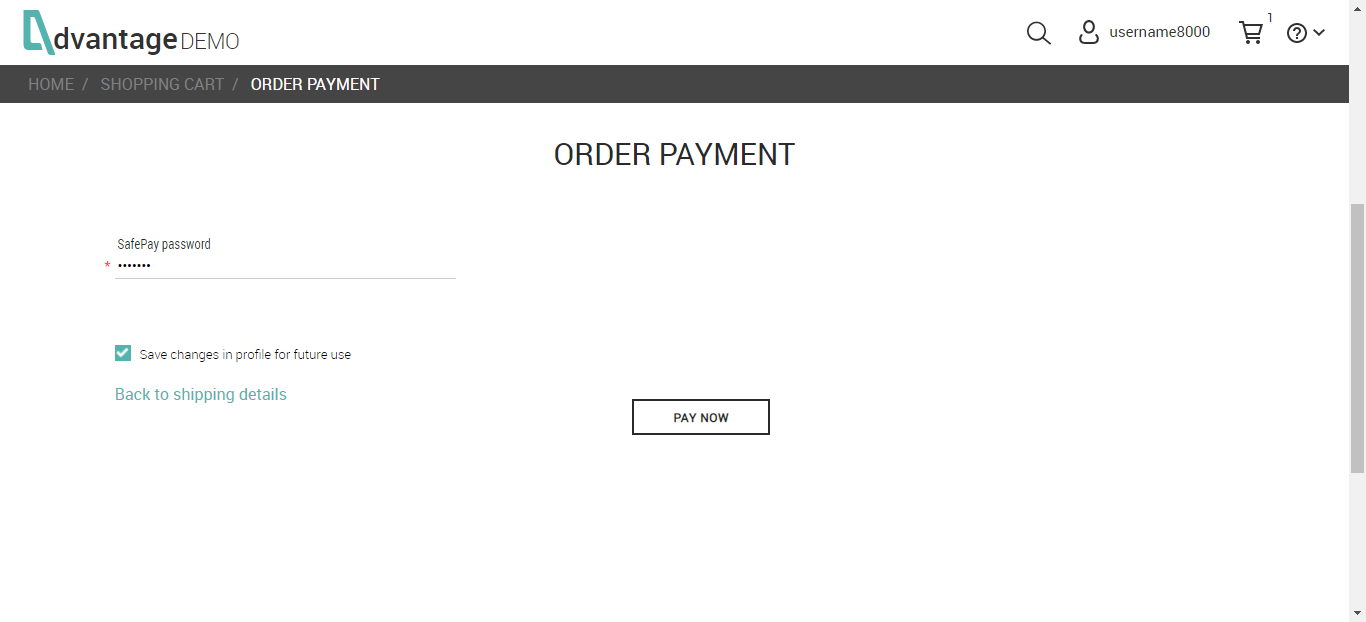 dvantage DEMO
username8000
1
HOME / SHOPPING CART / ORDER PAYMENT
ORDER PAYMENT
SafePay password
* •••••••
Save changes in profile for future use
Back to shipping details
PAY NOW